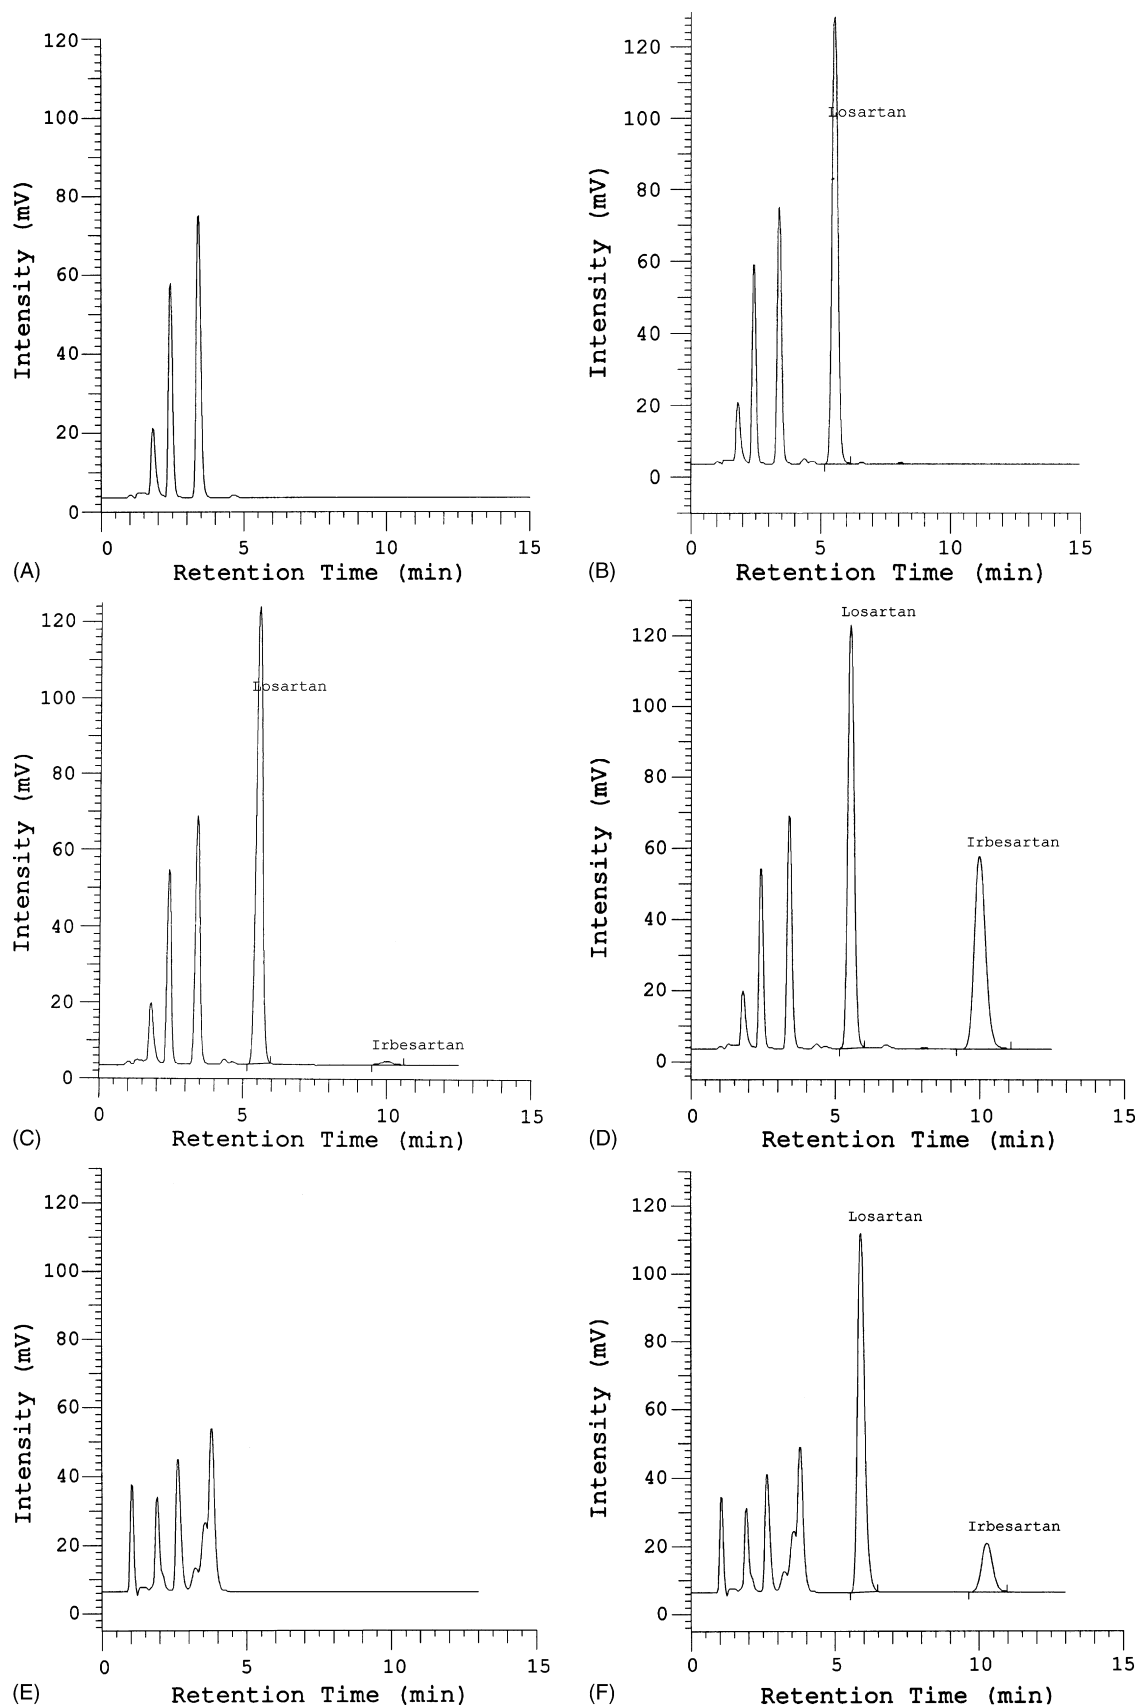 120
100
80
60
40
20
0
Intensity (mV)
0 5 10 15
(A) Retention Time (min)
120
100
80
60
40
20
0
Intensity (mV)
Losartan
0 5 10 15
(B) Retention Time (min)
120
100
80
60
40
20
0
Intensity (mV)
Losartan
Irbesartan
0 5 10 15
(C) Retention Time (min)
120
100
80
60
40
20
0
Intensity (mV)
Losartan
Irbesartan
0 5 10 15
(D) Retention Time (min)
120
100
80
60
40
20
0
Intensity (mV)
0 5 10 15
(E) Retention Time (min)
120
100
80
60
40
20
0
Intensity (mV)
Losartan
Irbesartan
0 5 10 15
(F) Retention Time (min)